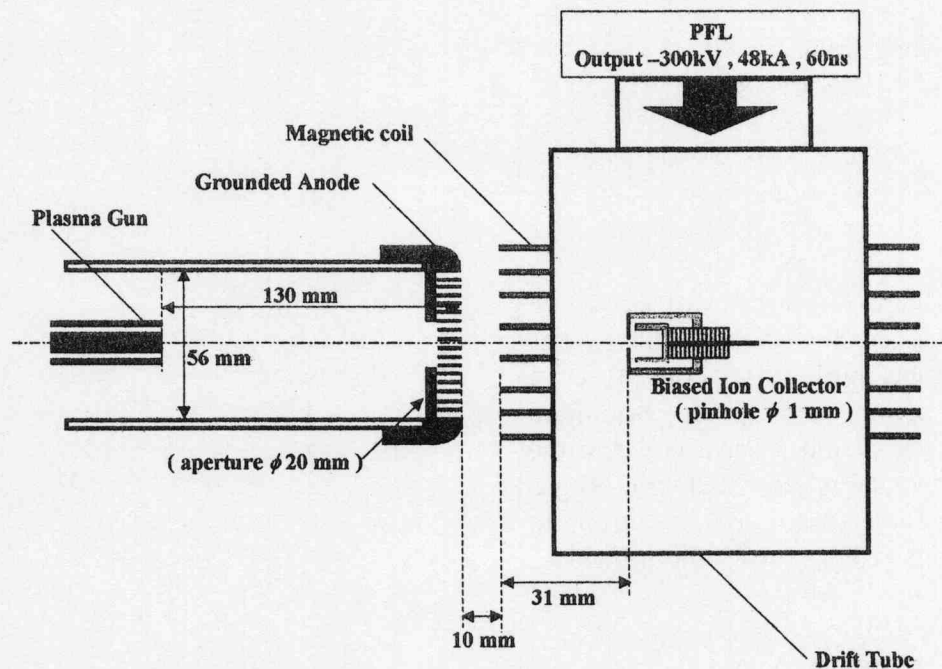 PFL
Output –300kV , 48kA , 60ns
Magnetic coil
Grounded Anode
Plasma Gun
130 mm
56 mm
Biased Ion Collector
( pinhole ϕ 1 mm )
( aperture ϕ 20 mm )
31 mm
10 mm
Drift Tube